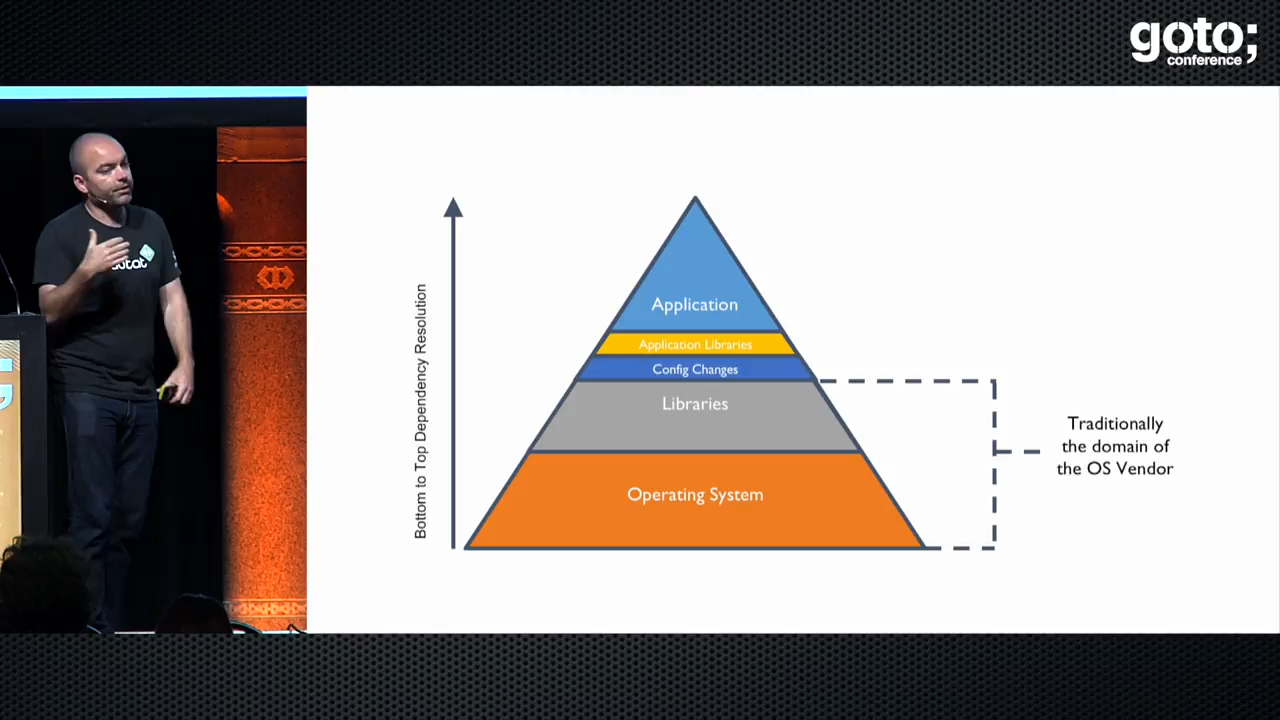 goto;
conference
Application
Application Libraries
Config Changes
Libraries
Operating System
Bottom to Top Dependency Resolution
Traditionally
the domain of
the OS Vendor